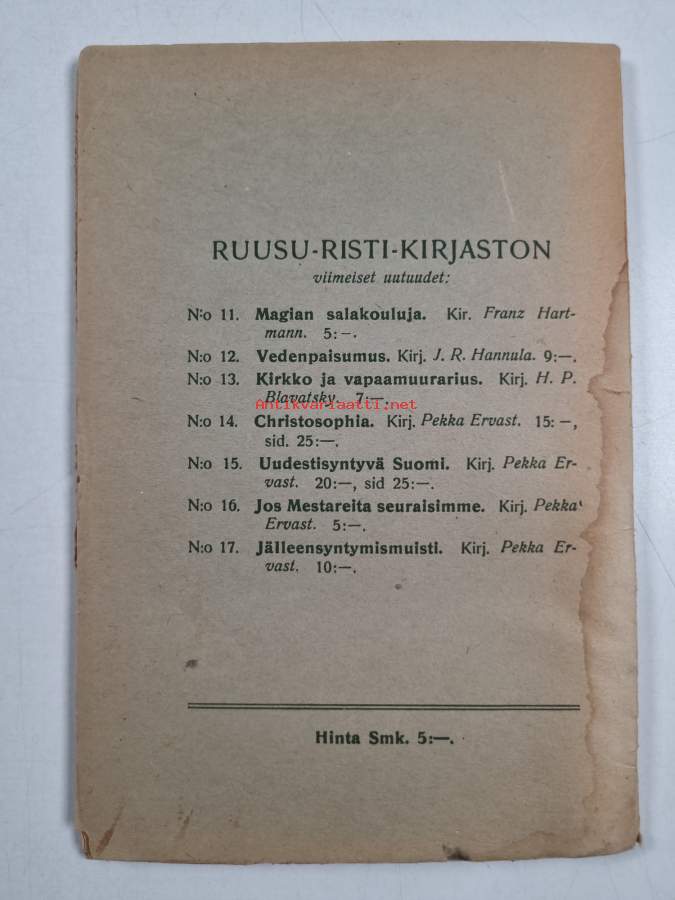 RUUSU-RISTI-KIRJASTON
viimeiset uutuudet:
N:o 11. Magian salakouluja. Kir. Franz Hart-
mann. 5:–.
N:o 12. Vedenpaisumus. Kirj. J. R. Hannula. 9:—.
N:o 13. Kirkko ja vapaamuurarius. Kirj. H. P.
Blavatsky. 7:—.
Antikvariaatti.net
N:o 14. Christosophia. Kirj. Pekka Ervast. 15:–,
sid. 25:—.
N:o 15. Uudestisyntyvä Suomi. Kirj. Pekka Er-
vast. 20:—, sid 25:—.
N:o 16. Jos Mestareita seuraisimme. Kirj. Pekka
Ervast. 5:—.
N:o 17. Jälleensyntymismuisti. Kirj. Pekka Er-
vast. 10:—.
Hinta Smk. 5:—.